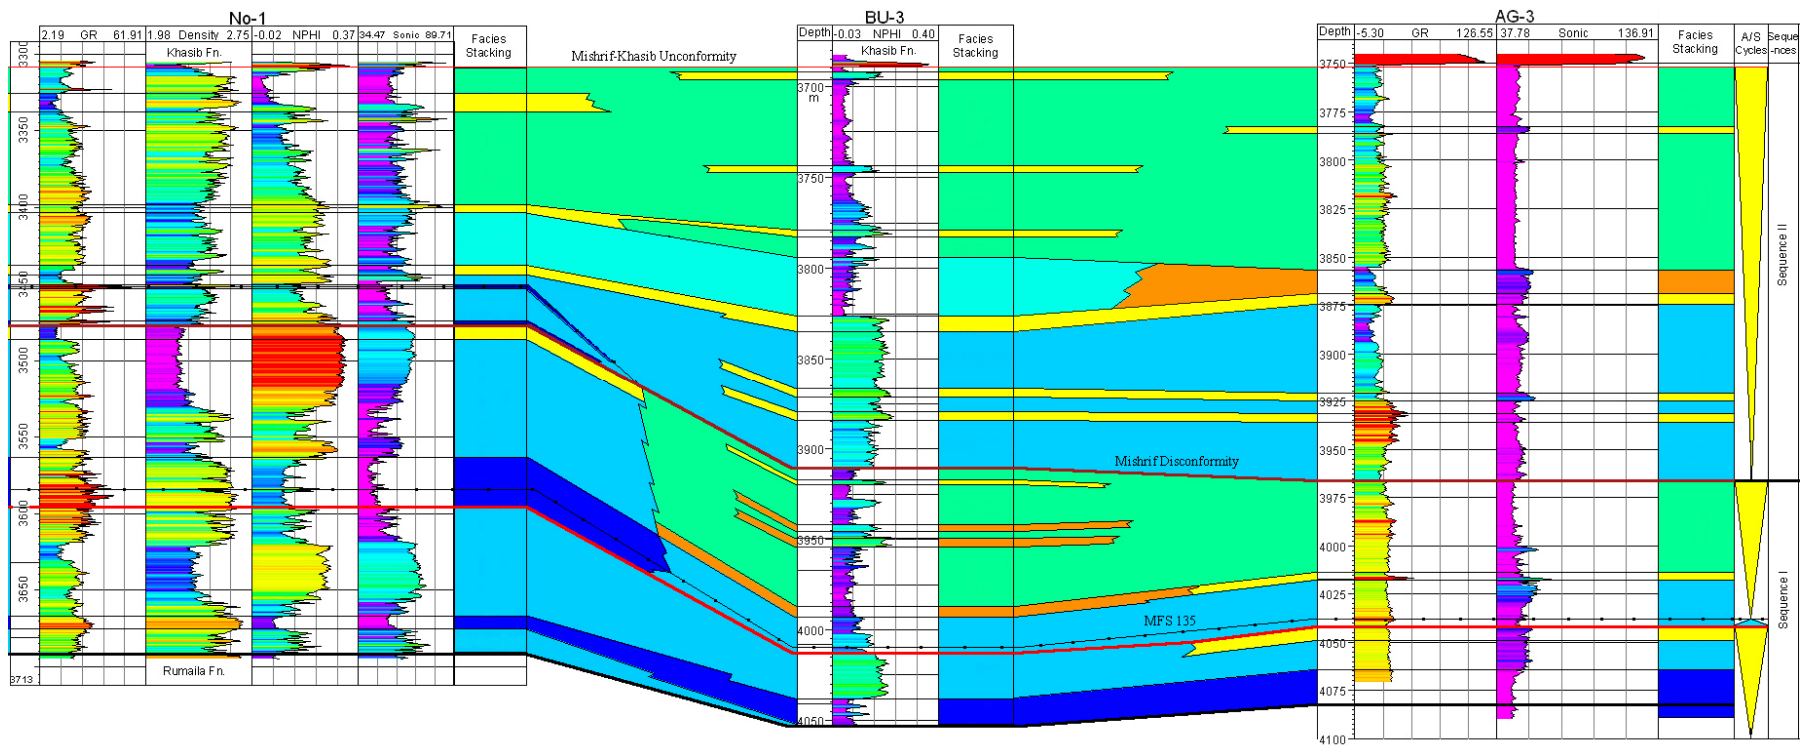 No-1
BU-3
AG-3
2.19 GR 61.91
1.98 Density 2.75
-0.02 NPHI 0.37
34.47 Sonic 89.71
Facies
Stacking
Depth
-0.03 NPHI 0.40
Facies
Stacking
Depth
-5.30 GR 126.55
37.78 Sonic 136.91
Facies
Stacking
A/S
Cycles
Seque
-nces
Khasib Fn.
Khasib Fn.
Mishrif-Khasib Unconformity
3300
3350
3400
3450
3500
3550
3600
3650
3713
3700
m
3750
3800
3850
3900
3950
4000
4050
3750
3775
3800
3825
3850
3875
3900
3925
3950
3975
4000
4025
4050
4075
4100
Sequence II
Mishrif Disconformity
MFS 135
Sequence I
Rumaila Fn.